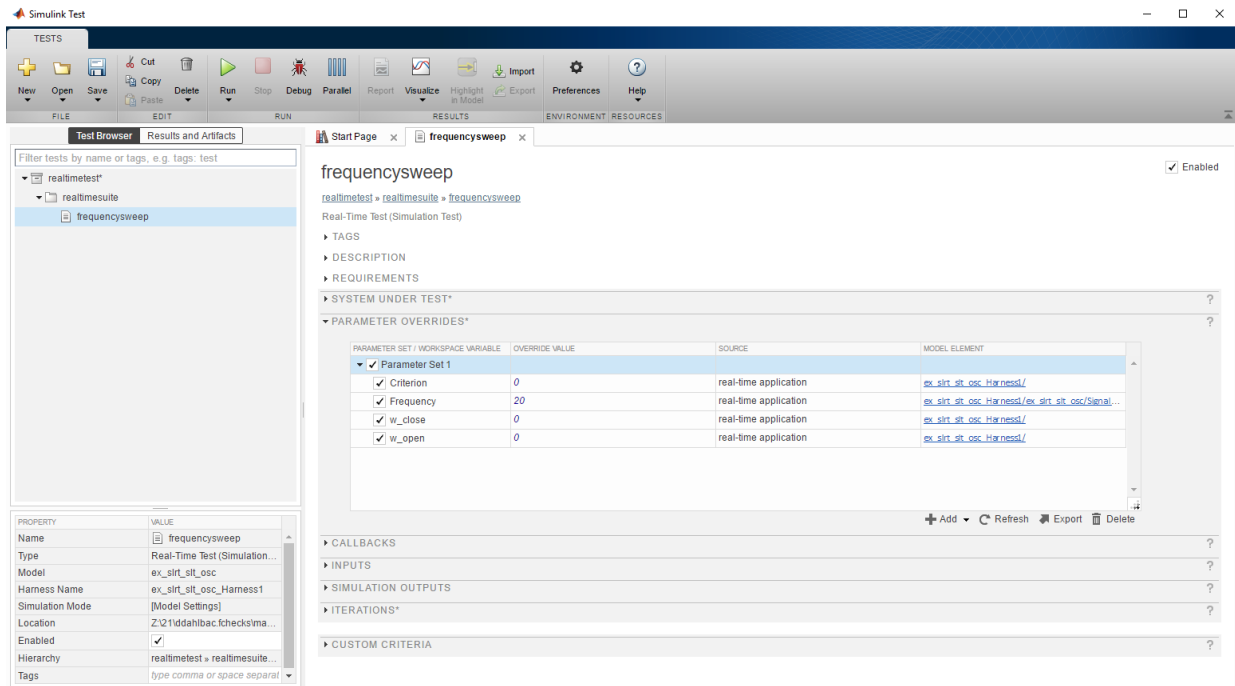 Simulink Test
TESTS
New Open Save Cut Copy Paste Delete Run Stop Debug Parallel Report Visualize Highlight in Model Import Export Preferences Help
FILE EDIT RUN RESULTS ENVIRONMENT RESOURCES
Test Browser Results and Artifacts
Filter tests by name or tags, e.g. tags: test
realtimetest*
realtimesuite
frequencysweep
PROPERTY VALUE
Name frequencysweep
Type Real-Time Test (Simulation...
Model ex_slrt_slt_osc
Harness Name ex_slrt_slt_osc_Harness1
Simulation Mode [Model Settings]
Location Z:\21\ddahlbac.fchecks\ma...
Enabled
Hierarchy realtimetest » realtimesuite...
Tags type comma or space separat
Start Page x frequencysweep x
frequencysweep
Enabled
realtimetest » realtimesuite » frequencysweep
Real-Time Test (Simulation Test)
TAGS
DESCRIPTION
REQUIREMENTS
SYSTEM UNDER TEST* ?
PARAMETER OVERRIDES* ?
PARAMETER SET / WORKSPACE VARIABLE OVERRIDE VALUE SOURCE MODEL ELEMENT
Parameter Set 1
Criterion 0 real-time application ex_slrt_slt_osc_Harness1/
Frequency 20 real-time application ex_slrt_slt_osc_Harness1/ex_slrt_slt_osc/Signal...
w_close 0 real-time application ex_slrt_slt_osc_Harness1/
w_open 0 real-time application ex_slrt_slt_osc_Harness1/
Add Refresh Export Delete
CALLBACKS ?
INPUTS ?
SIMULATION OUTPUTS ?
ITERATIONS* ?
CUSTOM CRITERIA ?